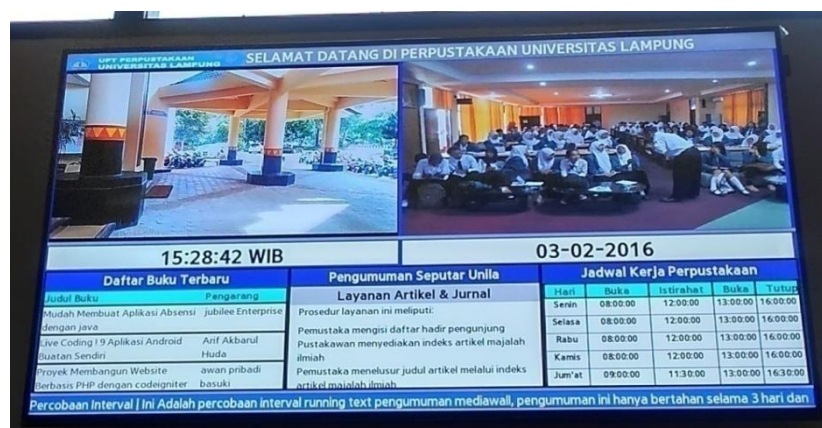 UPT PERPUSTAKAAN
UNIVERSITAS LAMPUNG
SELAMAT DATANG DI PERPUSTAKAAN UNIVERSITAS LAMPUNG
15:28:42 WIB
03-02-2016
Daftar Buku Terbaru
Judul Buku Pengarang
Mudah Membuat Aplikasi Absensi jubilee Enterprise
dengan java
Live Coding ! 9 Aplikasi Android Arif Akbarul
Buatan Sendiri Huda
Proyek Membangun Website awan pribadi
Berbasis PHP dengan codeigniter basuki
Pengumuman Seputar Unila
Layanan Artikel & Jurnal
Prosedur layanan ini meliputi:
Pemustaka mengisi daftar hadir pengunjung
Pustakawan menyediakan indeks artikel majalah
ilmiah
Pemustaka menelusur judul artikel melalui indeks
artikel majalah ilmiah
Jadwal Kerja Perpustakaan
Hari Buka Istirahat Buka Tutup
Senin 08:00:00 12:00:00 13:00:00 16:00:00
Selasa 08:00:00 12:00:00 13:00:00 16:00:00
Rabu 08:00:00 12:00:00 13:00:00 16:00:00
Kamis 08:00:00 12:00:00 13:00:00 16:00:00
Jum'at 09:00:00 11:30:00 13:00:00 16:30:00
Percobaan Interval | Ini Adalah percobaan interval running text pengumuman mediawall, pengumuman ini hanya bertahan selama 3 hari dan